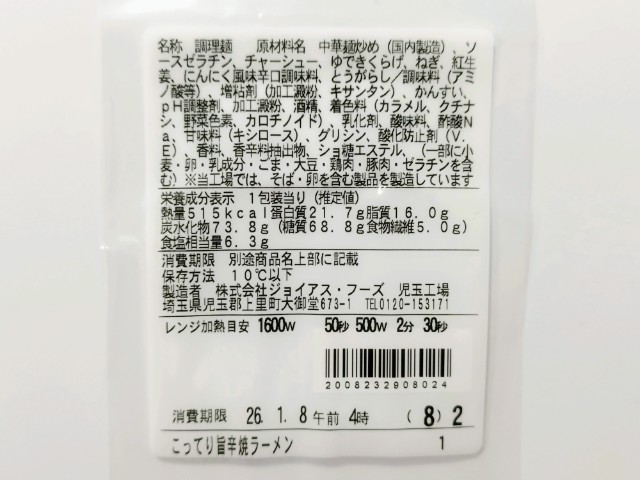 名称 調理麺 原材料名 中華麺炒め（国内製造）、ソ
ースゼラチン、チャーシュー、ゆできくらげ、ねぎ、紅生
姜、にんにく風味辛口調味料、とうがらし／調味料（アミ
ノ酸等）、増粘剤（加工澱粉、キサンタン）、かんすい、
pH調整剤、加工澱粉、酒精、着色料（カラメル、クチナ
シ、野菜色素、カロチノイド）、乳化剤、酸味料、酢酸N
a、甘味料（キシロース）、グリシン、酸化防止剤（V.
E）、香料、香辛料抽出物、ショ糖エステル、（一部に小
麦・卵・乳成分・ごま・大豆・鶏肉・豚肉・ゼラチンを含
む）※当工場では、そば・卵を含む製品を製造しています
栄養成分表示 1包装当り（推定値）
熱量515kcal蛋白質21.7g脂質16.0g
炭水化物73.8g（糖質68.8g食物繊維5.0g）
食塩相当量6.3g
消費期限 別途商品名上部に記載
保存方法 10℃以下
製造者 株式会社ジョイアス・フーズ 児玉工場
埼玉県児玉郡上里町大御堂673-1 TEL0120-153171
レンジ加熱目安 1600W 50秒 500W 2分 30秒
2008232908024
消費期限 26.1.8午前4時 (8)2
こってり旨辛焼ラーメン 1